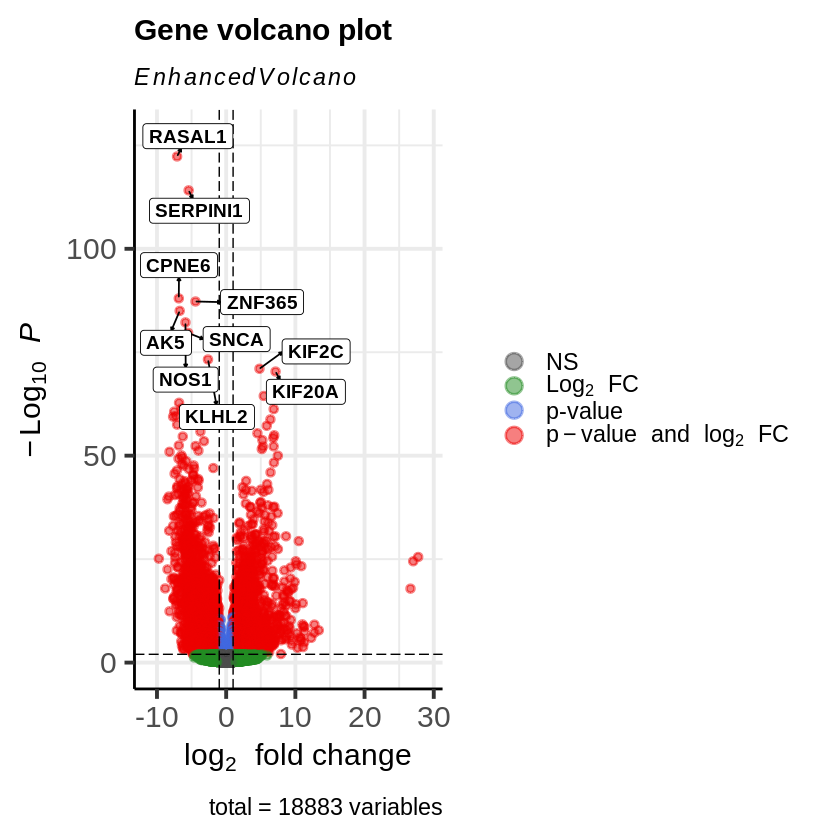 Gene volcano plot
EnhancedVolcano
RASAL1
SERPINI1
CPNE6
ZNF365
AK5
SNCA
KIF2C
NOS1
KIF20A
KLHL2
100
50
0
−Log10 P
-10 0 10 20 30
log2 fold change
NS
Log2 FC
p-value
p − value and log2 FC
total = 18883 variables